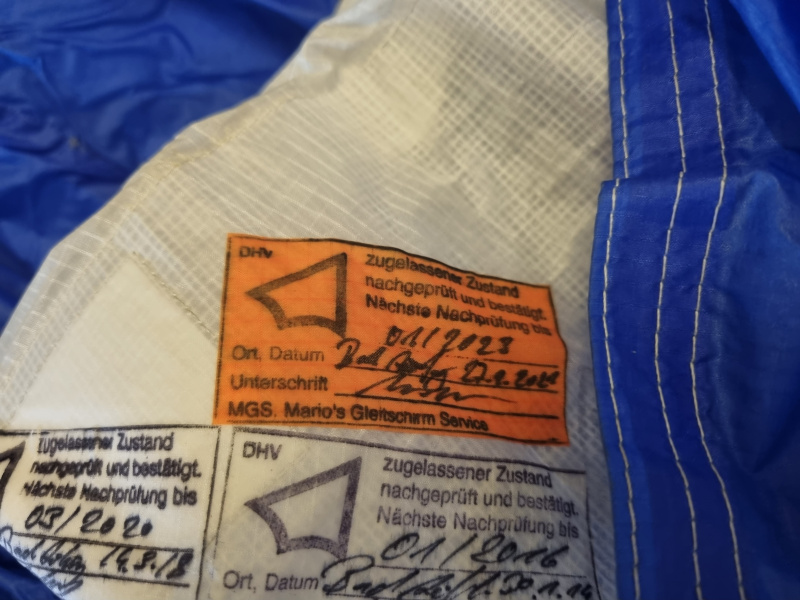 DHV
zugelassener Zustand
nachgeprüft und bestätigt.
Nächste Nachprüfung bis
01/2023
Ort, Datum
Unterschrift
MGS. Mario's Gleitschirm Service
zugelassener Zustand
nachgeprüft und bestätigt.
Nächste Nachprüfung bis
03/2020
14.3.18
DHV
zugelassener Zustand
nachgeprüft und bestätigt.
Nächste Nachprüfung bis
01/2016
Ort, Datum